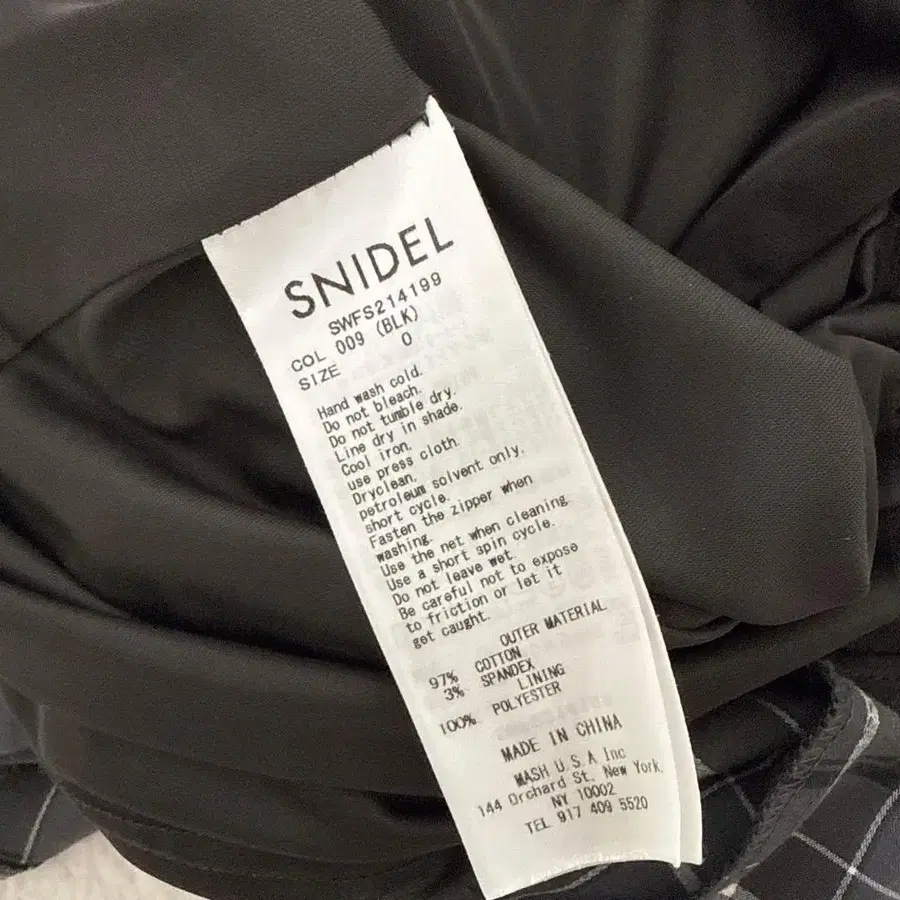 SNIDEL
SWFS214199
COL 009 (BLK)
SIZE 0
Hand wash cold.
Do not bleach.
Do not tumble dry.
Line dry in shade.
Cool iron.
use press cloth.
Dryclean.
petroleum solvent only.
short cycle.
Fasten the zipper when
washing.
Use the net when cleaning.
Use a short spin cycle.
Do not leave wet.
Be careful not to expose
to friction or let it
get caught.
OUTER MATERIAL
97% COTTON
3% SPANDEX
LINING
100% POLYESTER
MADE IN CHINA
MASH U.S.A Inc
144 Orchard St, New York,
NY 10002
TEL 917 409 5520